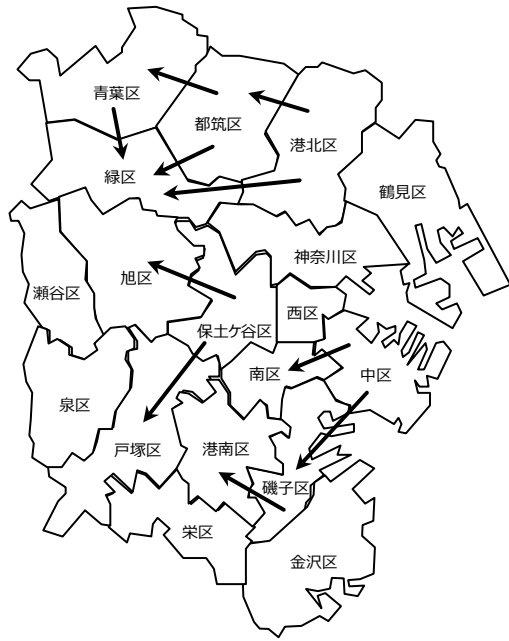 青葉区
都筑区
港北区
緑区
鶴見区
神奈川区
旭区
瀬谷区
西区
保土ケ谷区
南区
中区
泉区
戸塚区
港南区
磯子区
栄区
金沢区